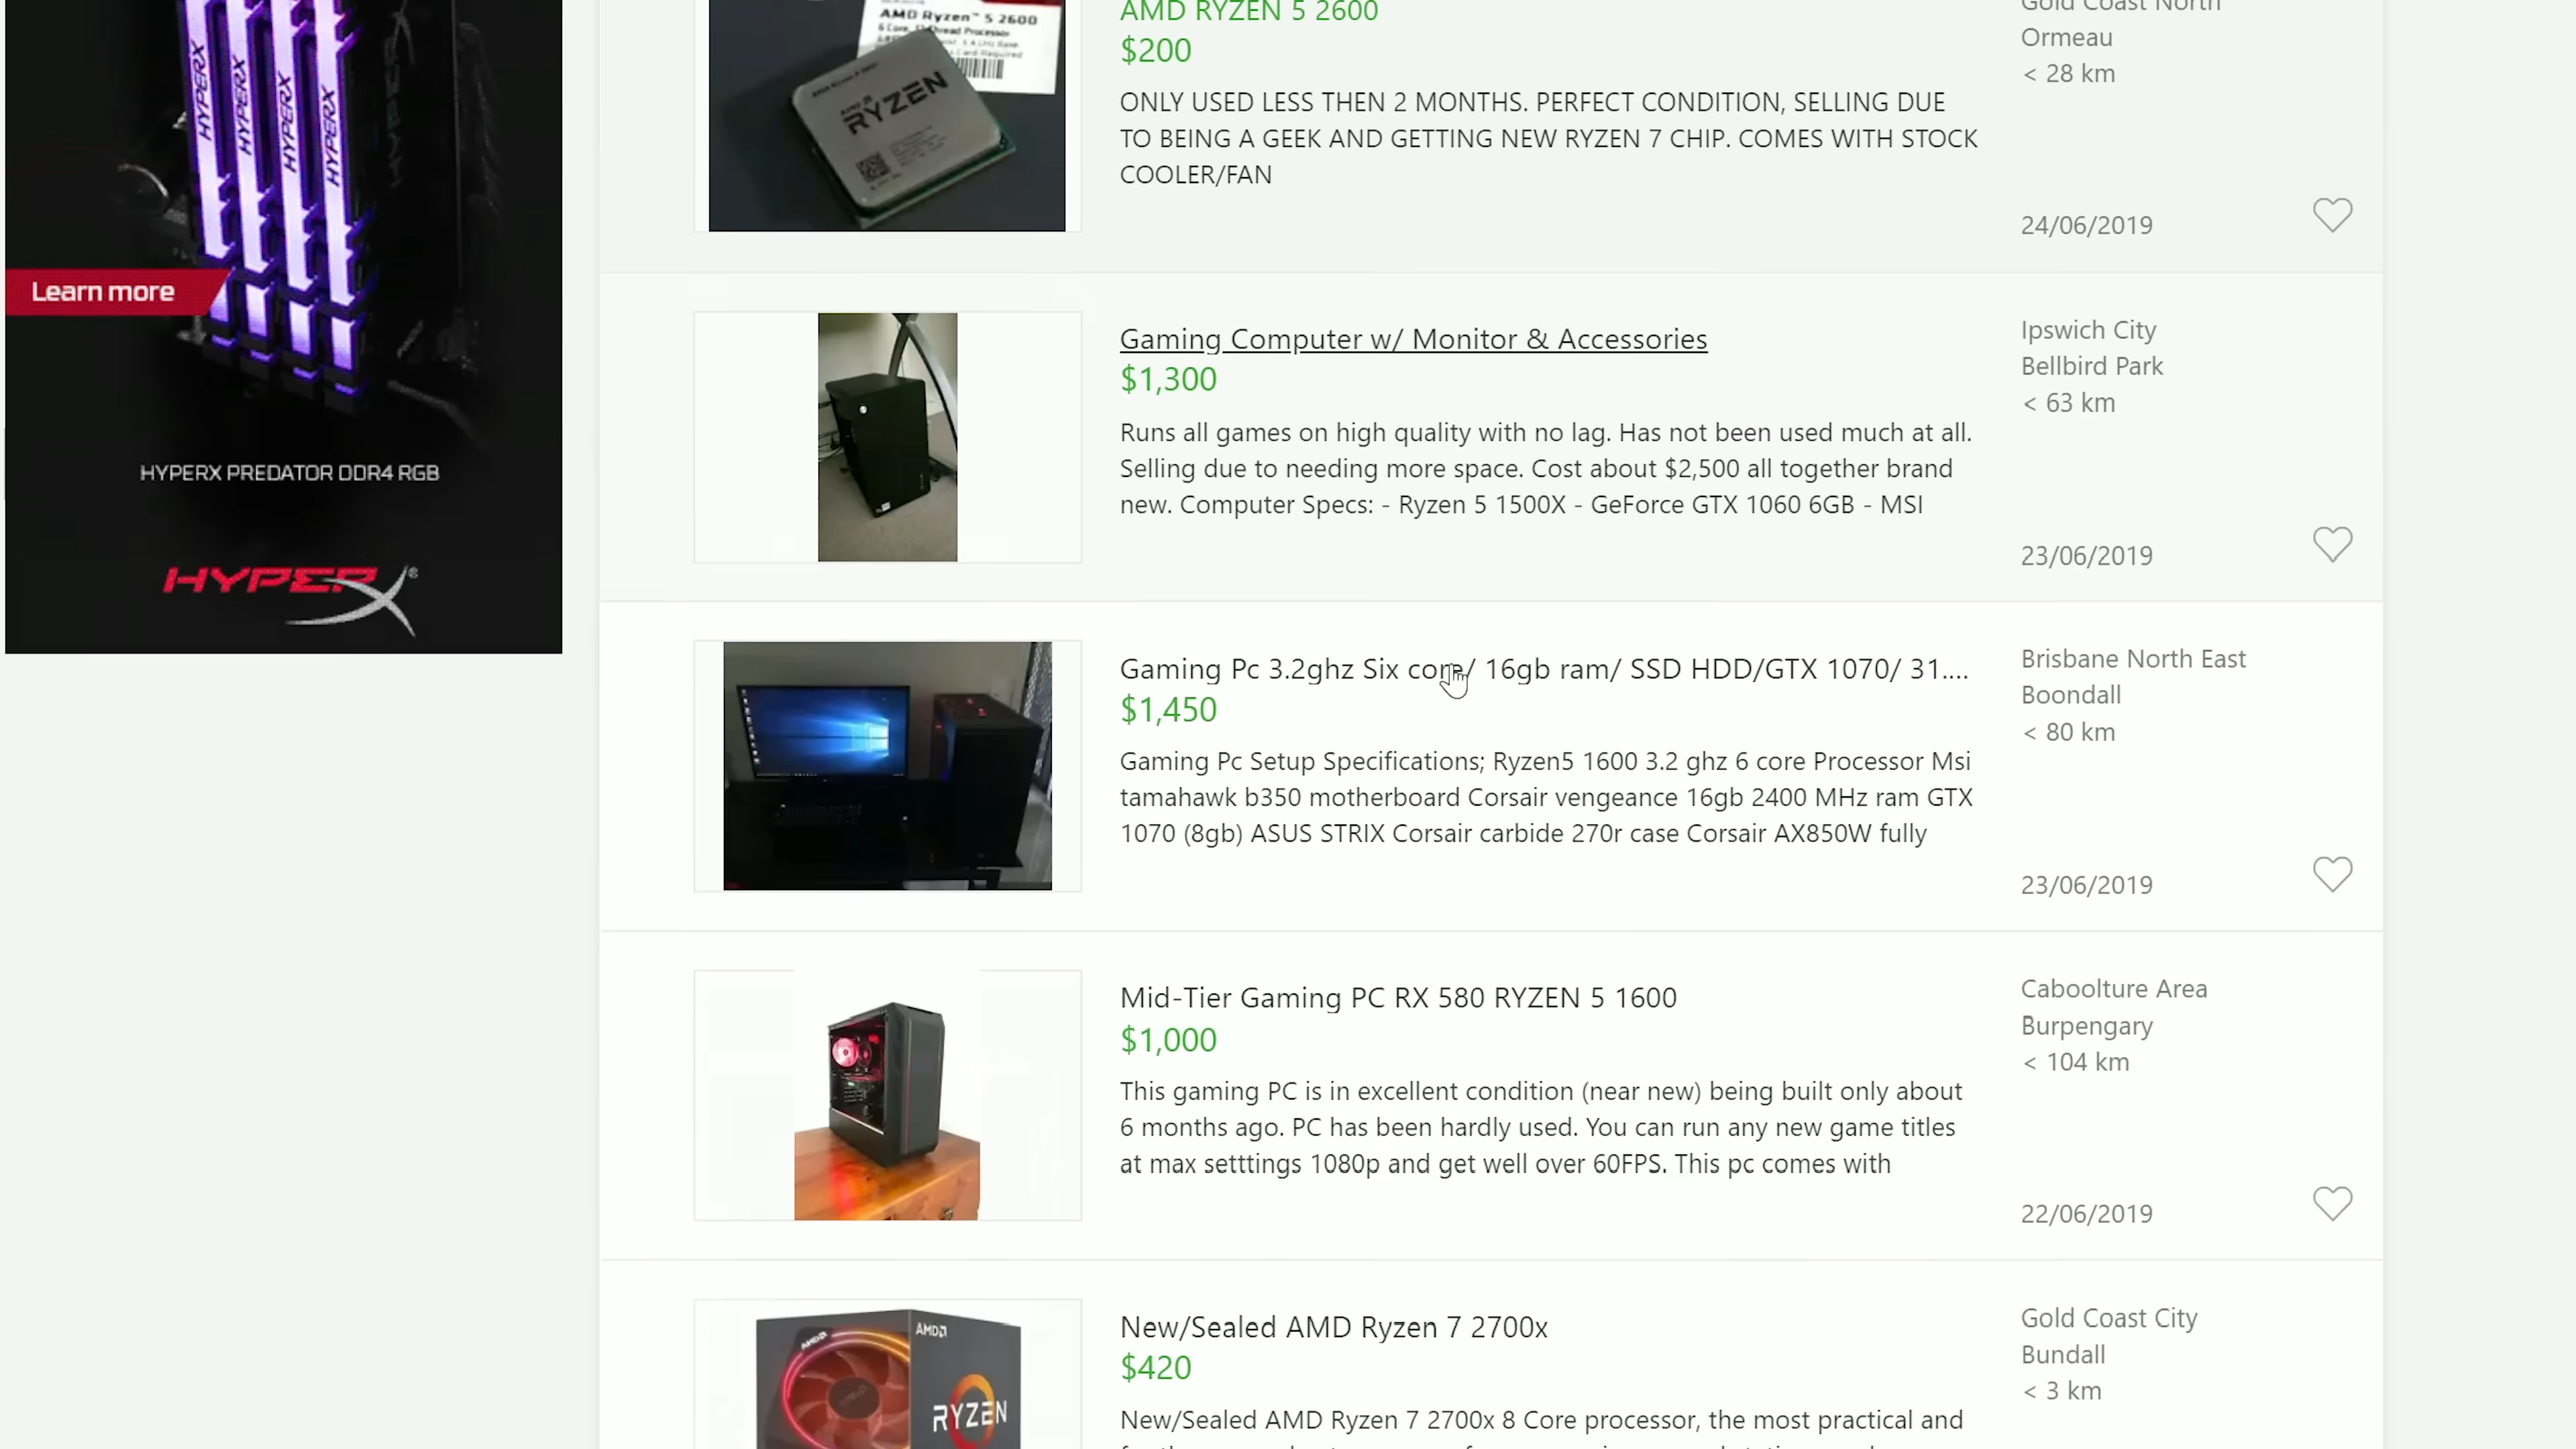 HYPERX
HYPERX
HYPERX
HYPERX
Learn more
HYPERX PREDATOR DDR4 RGB
HYPERX®
AMD Ryzen™ 5 2600
RYZEN
AMD RYZEN 5 2600
$200
ONLY USED LESS THEN 2 MONTHS. PERFECT CONDITION, SELLING DUE
TO BEING A GEEK AND GETTING NEW RYZEN 7 CHIP. COMES WITH STOCK
COOLER/FAN
Gold Coast North
Ormeau
< 28 km
24/06/2019
Gaming Computer w/ Monitor & Accessories
$1,300
Runs all games on high quality with no lag. Has not been used much at all.
Selling due to needing more space. Cost about $2,500 all together brand
new. Computer Specs: - Ryzen 5 1500X - GeForce GTX 1060 6GB - MSI
Ipswich City
Bellbird Park
< 63 km
23/06/2019
Gaming Pc 3.2ghz Six core/ 16gb ram/ SSD HDD/GTX 1070/ 31....
$1,450
Gaming Pc Setup Specifications; Ryzen5 1600 3.2 ghz 6 core Processor Msi
tamahawk b350 motherboard Corsair vengeance 16gb 2400 MHz ram GTX
1070 (8gb) ASUS STRIX Corsair carbide 270r case Corsair AX850W fully
Brisbane North East
Boondall
< 80 km
23/06/2019
Mid-Tier Gaming PC RX 580 RYZEN 5 1600
$1,000
This gaming PC is in excellent condition (near new) being built only about
6 months ago. PC has been hardly used. You can run any new game titles
at max setttings 1080p and get well over 60FPS. This pc comes with
Caboolture Area
Burpengary
< 104 km
22/06/2019
AMD
AMD
RYZEN
New/Sealed AMD Ryzen 7 2700x
$420
New/Sealed AMD Ryzen 7 2700x 8 Core processor, the most practical and
Gold Coast City
Bundall
< 3 km